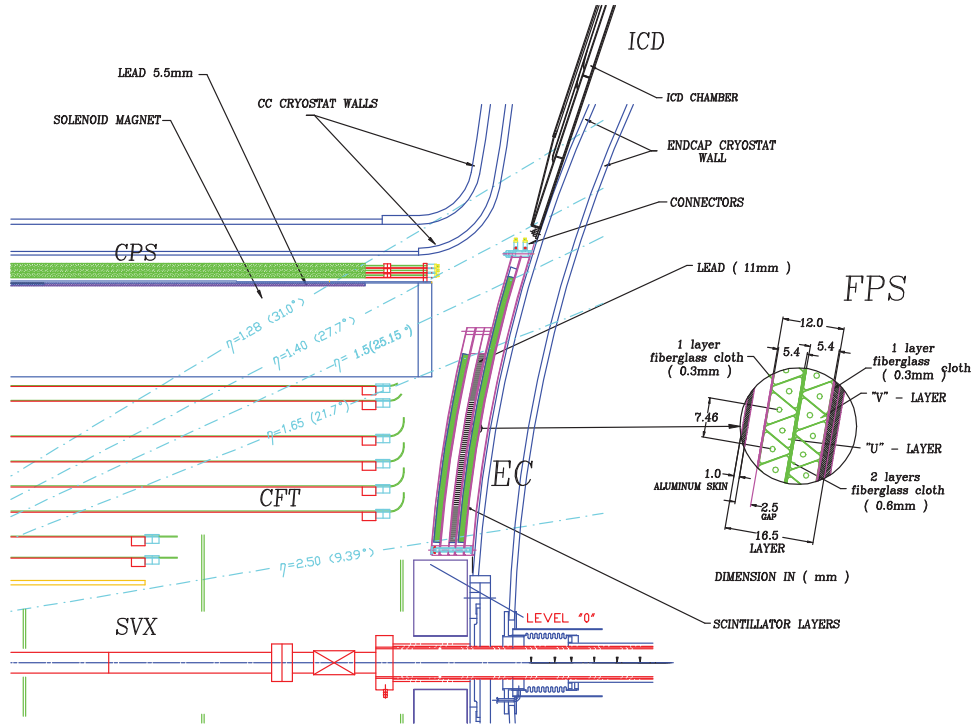 ICD
LEAD 5.5mm
CC CRYOSTAT WALLS
SOLENOID MAGNET
ICD CHAMBER
ENDCAP CRYOSTAT
WALL
CONNECTORS
CPS
LEAD ( 11mm )
FPS
η=1.28 (31.0°)
η=1.40 (27.7°)
η= 1.5(25.15 °)
η=1.65 (21.7°)
η=2.50 (9.39°)
12.0
5.4
5.4
1 layer
fiberglass cloth
( 0.3mm )
1 layer
fiberglass cloth
( 0.3mm )
"V" - LAYER
7.46
"U" - LAYER
1.0
ALUMINUM SKIN
2 layers
fiberglass cloth
( 0.6mm )
2.5
GAP
16.5
LAYER
DIMENSION IN ( mm )
EC
CFT
SVX
LEVEL "0"
SCINTILLATOR LAYERS